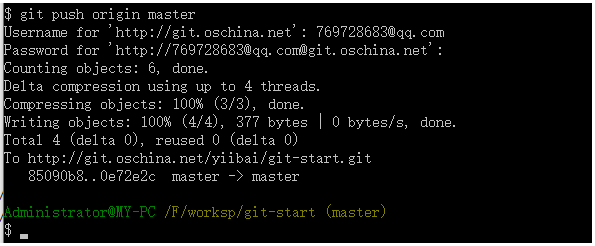 $ git push origin master
Username for 'http://git.oschina.net': 769728683@qq.com
Password for 'http://769728683@qq.com@git.oschina.net':
Counting objects: 6, done.
Delta compression using up to 4 threads.
Compressing objects: 100% (3/3), done.
Writing objects: 100% (4/4), 377 bytes | 0 bytes/s, done.
Total 4 (delta 0), reused 0 (delta 0)
To http://git.oschina.net/yiibai/git-start.git
   85090b8..0e72e2c  master -> master
Administrator@MY-PC /F/worksp/git-start (master)
$